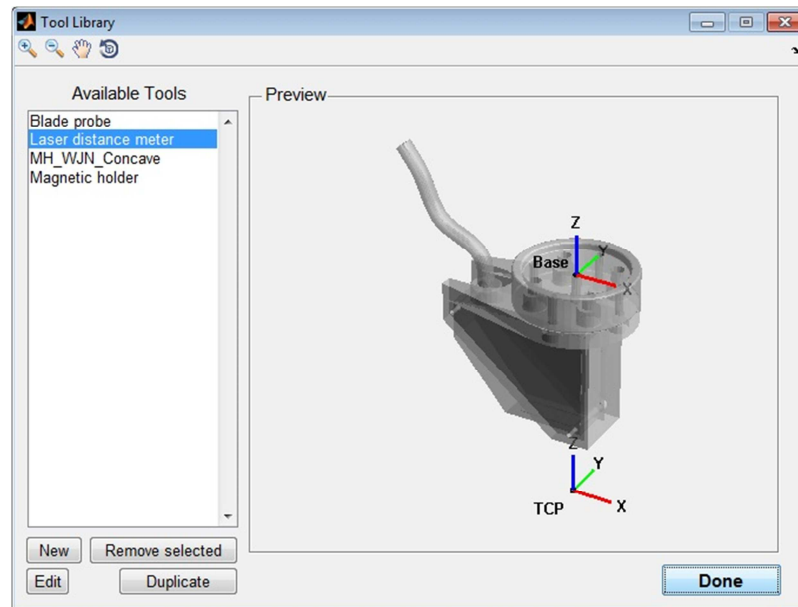 Tool Library
Available Tools
Blade probe
Laser distance meter
MH_WJN_Concave
Magnetic holder
Preview
Z
Y
Base
X
Z
Y
TCP
X
New
Remove selected
Edit
Duplicate
Done